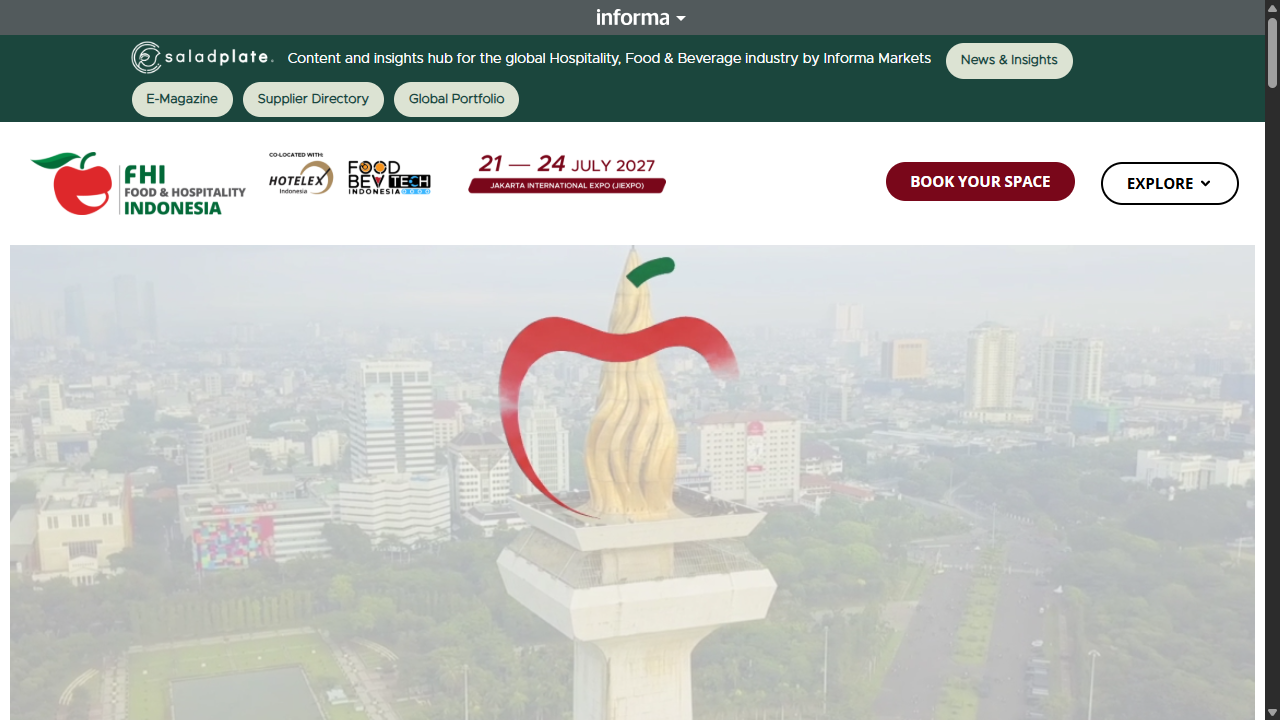 informa
saladplate.
Content and insights hub for the global Hospitality, Food & Beverage industry by Informa Markets
News & Insights
E-Magazine
Supplier Directory
Global Portfolio
FHI
FOOD & HOSPITALITY
INDONESIA
CO-LOCATED WITH:
HOTELEX
Indonesia
FOOD
BEV TECH
INDONESIA
21 — 24 JULY 2027
JAKARTA INTERNATIONAL EXPO (JIEXPO)
BOOK YOUR SPACE
EXPLORE